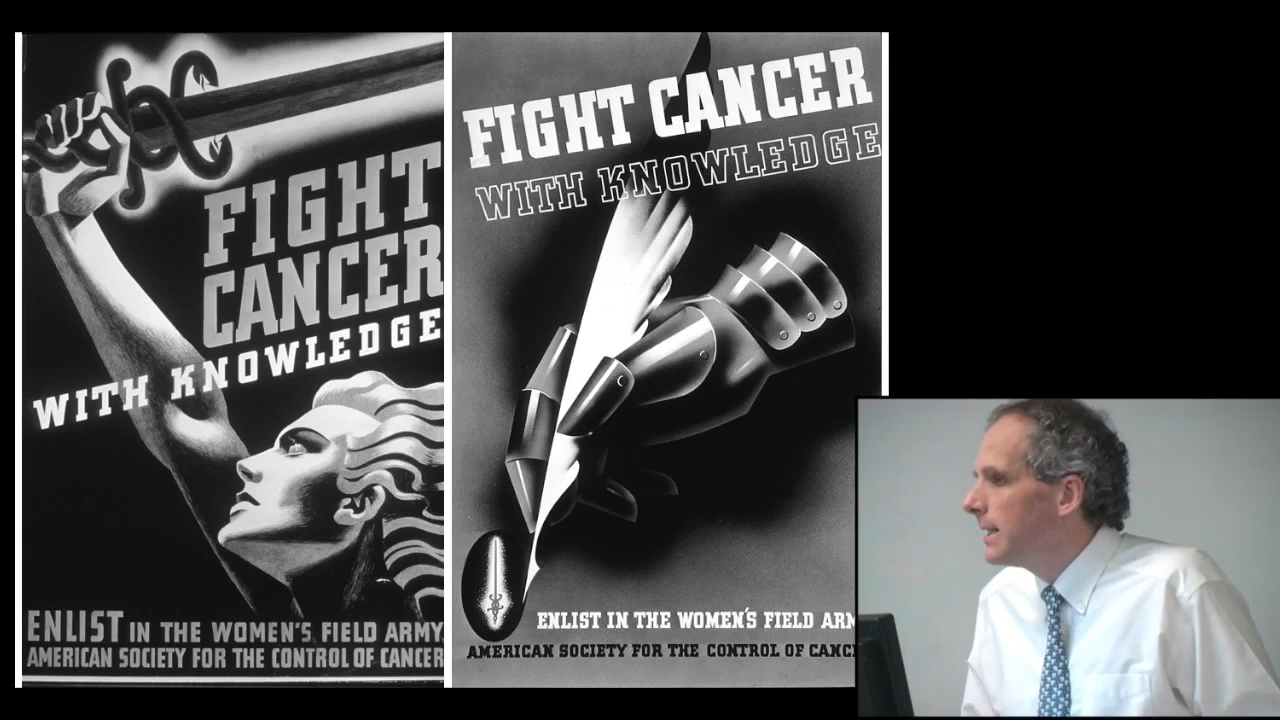 FIGHT
CANCER
WITH KNOWLEDGE
ENLIST IN THE WOMEN'S FIELD ARMY
AMERICAN SOCIETY FOR THE CONTROL OF CANCER
FIGHT CANCER
WITH KNOWLEDGE
ENLIST IN THE WOMEN'S FIELD ARM
AMERICAN SOCIETY FOR THE CONTROL OF CANC